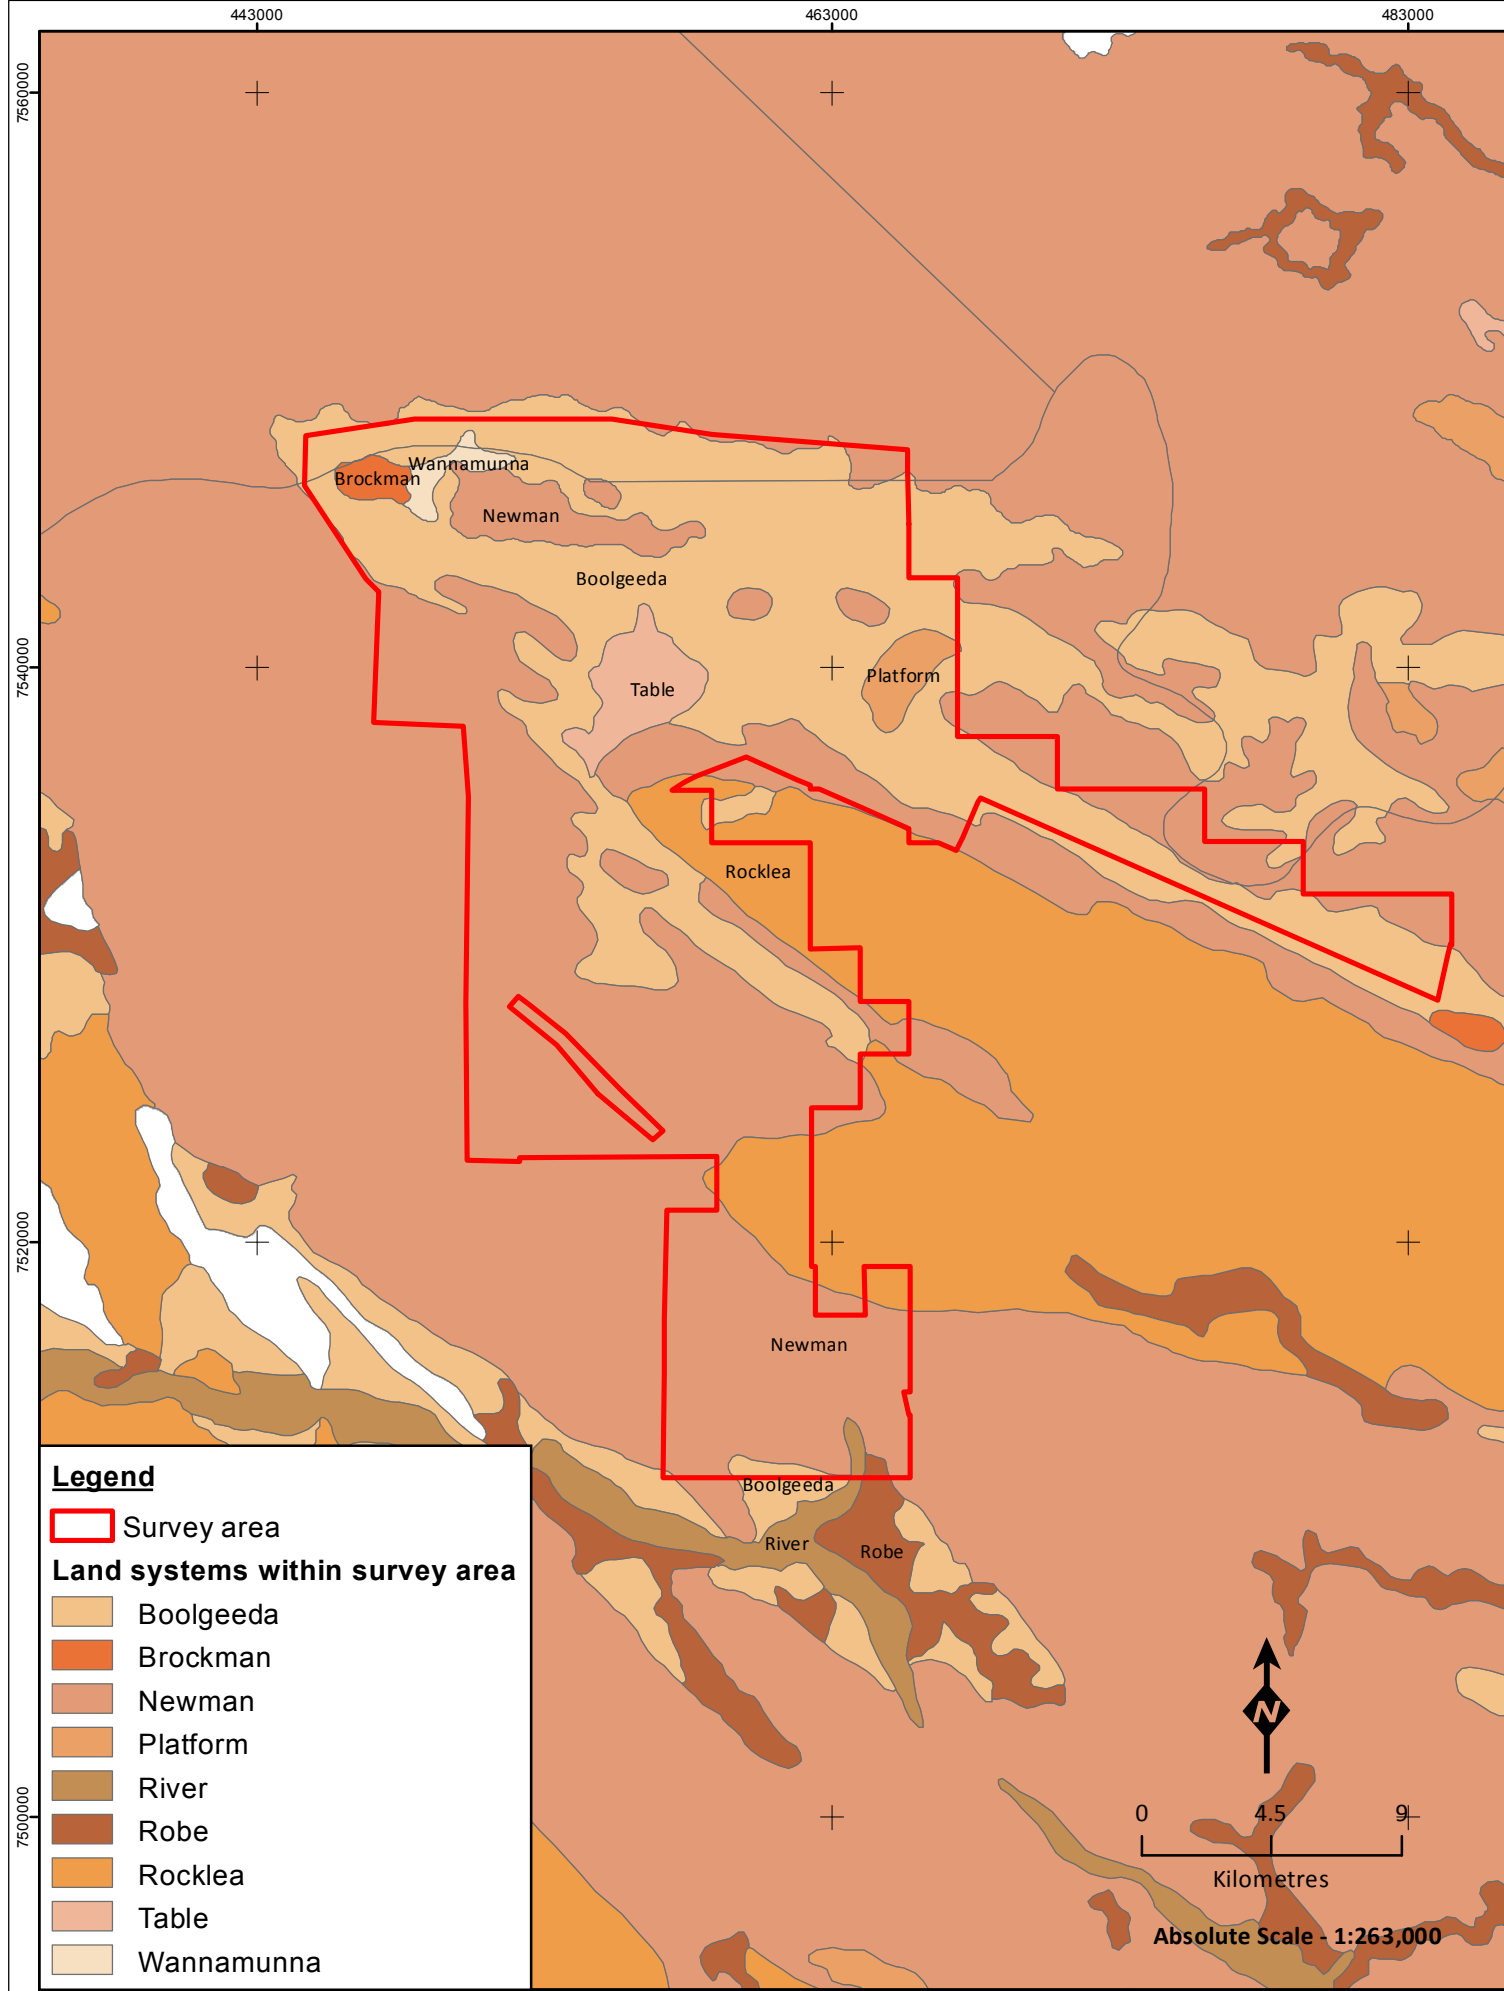 443000
463000
483000
7560000
7540000
7520000
7500000
Wannamunna
Brockman
Newman
Boolgeeda
Platform
Table
Rocklea
Newman
Boolgeeda
River
Robe
Legend
Survey area
Land systems within survey area
Boolgeeda
Brockman
Newman
Platform
River
Robe
Rocklea
Table
Wannamunna
N
0 4.5 9
Kilometres
Absolute Scale - 1:263,000